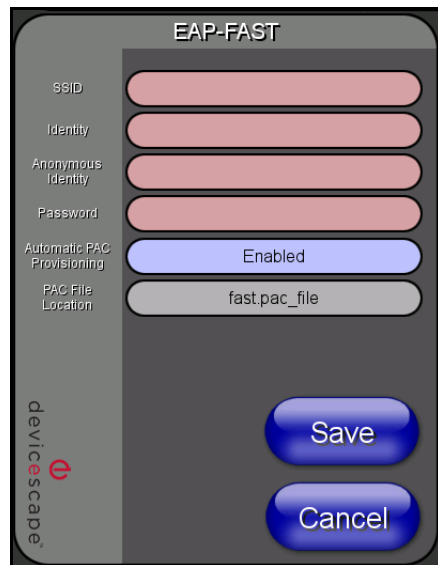 EAP-FAST
SSID
Identity
Anonymous
Identity
Password
Automatic PAC
Provisioning
Enabled
PAC File
Location
fast.pac_file
Save
Cancel
devicescape
e